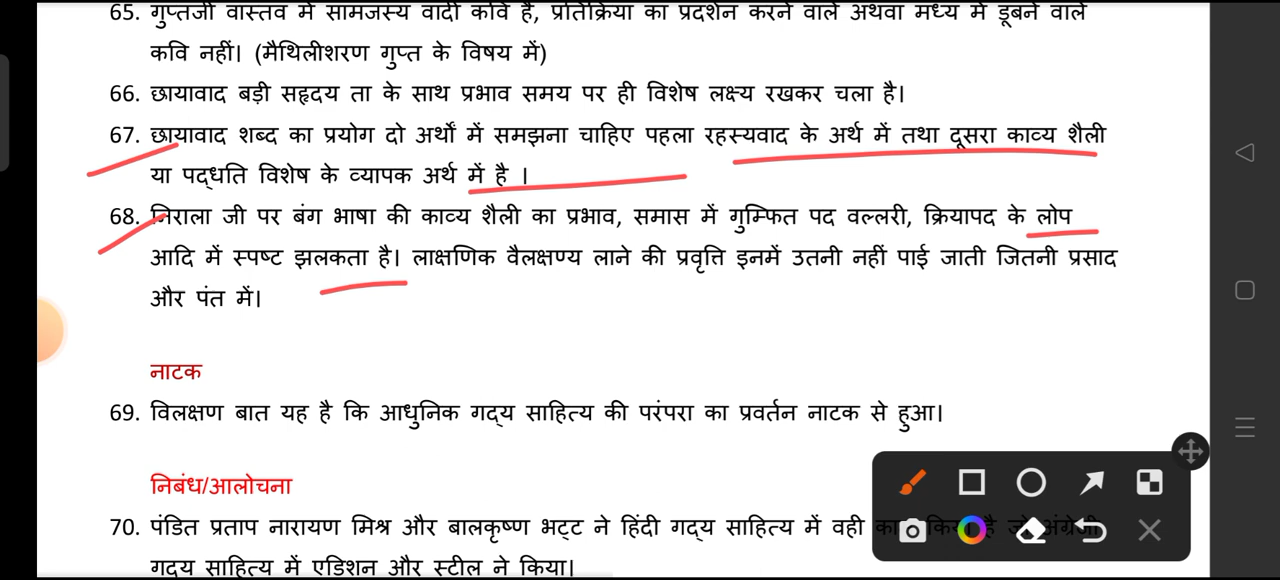 65. गुप्तजी वास्तव में सामंजस्य वादी कवि है, प्रतिक्रिया का प्रदर्शन करने वाले अथवा मध्य में डूबने वाले
कवि नहीं। (मैथिलीशरण गुप्त के विषय में)
66. छायावाद बड़ी सहृदय ता के साथ प्रभाव समय पर ही विशेष लक्ष्य रखकर चला है।
67. छायावाद शब्द का प्रयोग दो अर्थों में समझना चाहिए पहला रहस्यवाद के अर्थ में तथा दूसरा काव्य शैली
या पद्धति विशेष के व्यापक अर्थ में है ।
68. निराला जी पर बंग भाषा की काव्य शैली का प्रभाव, समास में गुम्फित पद वल्लरी, क्रियापद के लोप
आदि में स्पष्ट झलकता है। लाक्षणिक वैलक्षण्य लाने की प्रवृत्ति इनमें उतनी नहीं पाई जाती जितनी प्रसाद
और पंत में।
नाटक
69. विलक्षण बात यह है कि आधुनिक गद्य साहित्य की परंपरा का प्रवर्तन नाटक से हुआ।
निबंध/आलोचना
70. पंडित प्रताप नारायण मिश्र और बालकृष्ण भट्ट ने हिंदी गद्य साहित्य में वही है अंग्रेजी
गद्य साहित्य में एडिशन और स्टील ने किया।